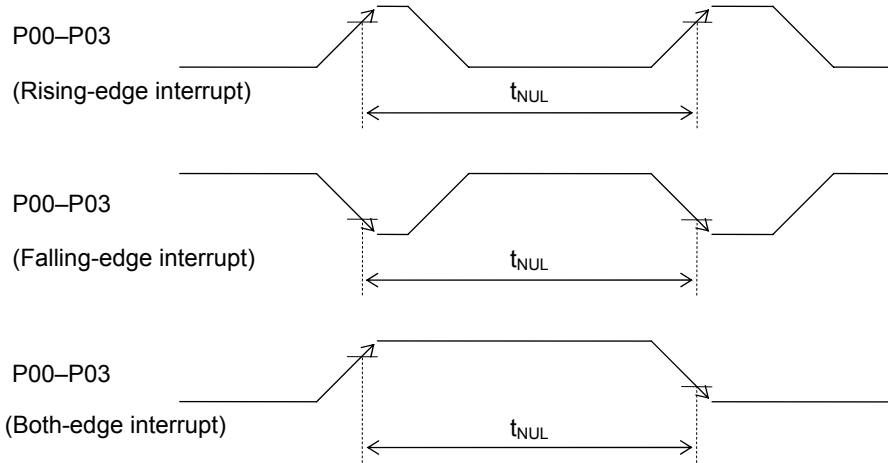 P00–P03
(Rising-edge interrupt)
tNUL
P00–P03
(Falling-edge interrupt)
tNUL
P00–P03
(Both-edge interrupt)
tNUL